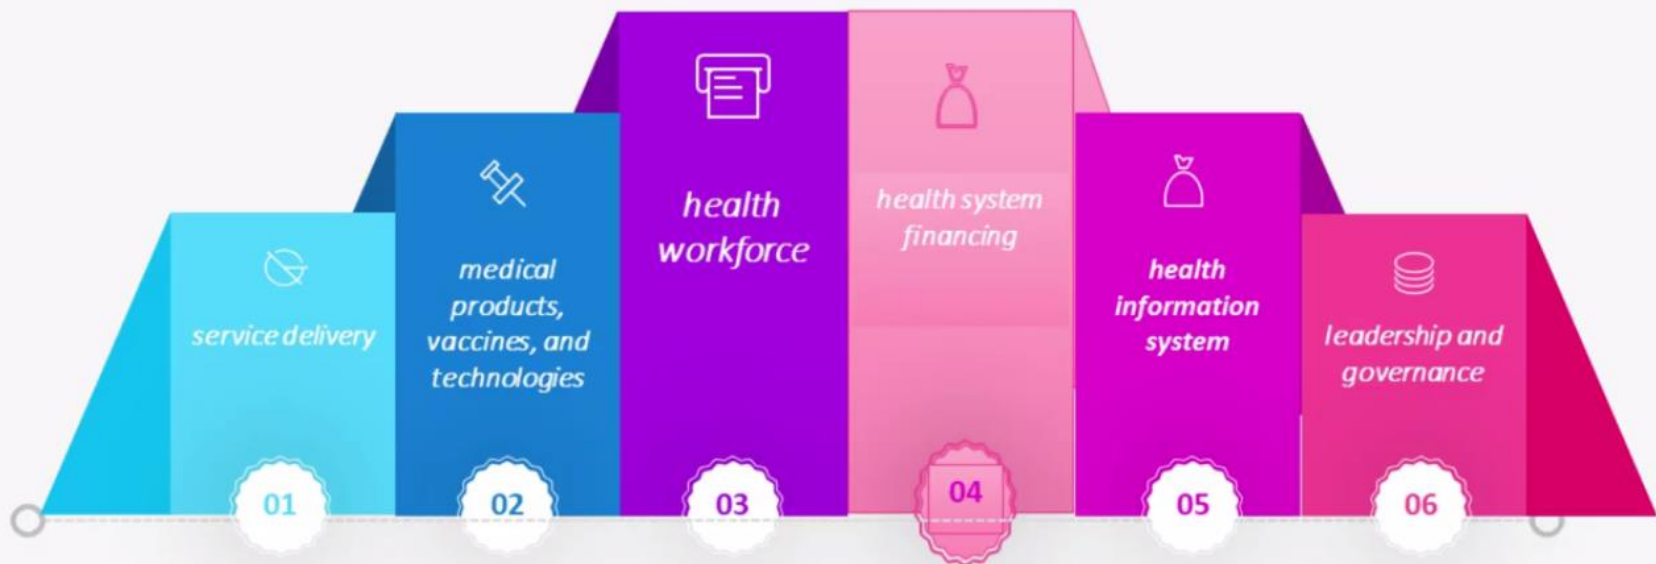 service delivery
01
medical
products,
vaccines, and
technologies
02
health
workforce
03
health system
financing
04
health
information
system
05
leadership and
governance
06